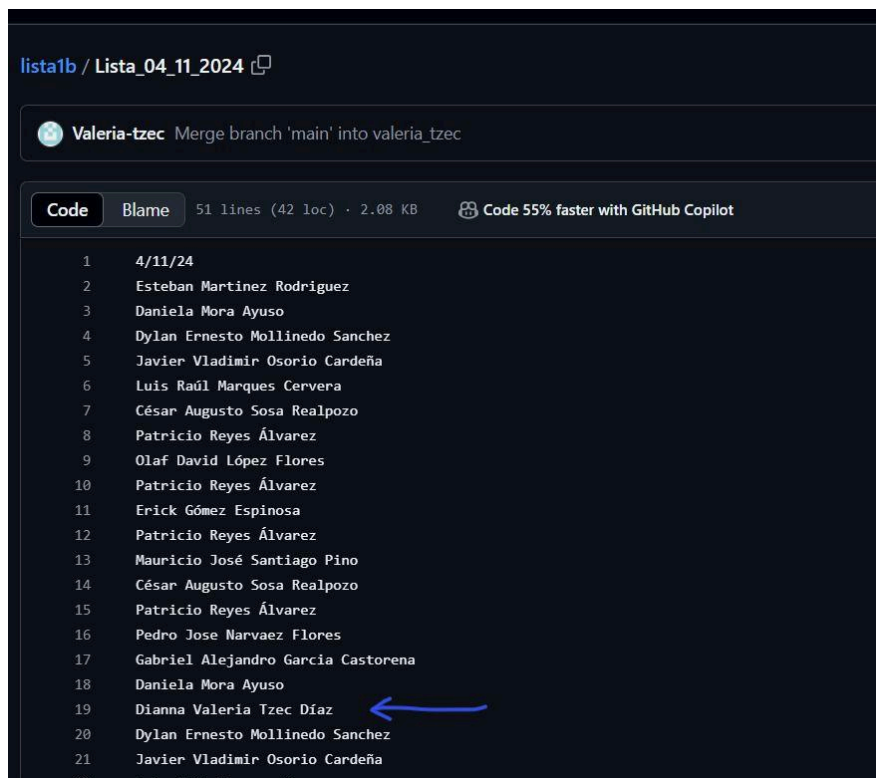 lista1b / Lista_04_11_2024
Valeria-tzec Merge branch 'main' into valeria_tzec
Code Blame 51 lines (42 loc) · 2.08 KB Code 55% faster with GitHub Copilot
1 4/11/24
2 Esteban Martinez Rodriguez
3 Daniela Mora Ayuso
4 Dylan Ernesto Mollinedo Sanchez
5 Javier Vladimir Osorio Cardeña
6 Luis Raúl Marques Cervera
7 César Augusto Sosa Realpozo
8 Patricio Reyes Álvarez
9 Olaf David López Flores
10 Patricio Reyes Álvarez
11 Erick Gómez Espinosa
12 Patricio Reyes Álvarez
13 Mauricio José Santiago Pino
14 César Augusto Sosa Realpozo
15 Patricio Reyes Álvarez
16 Pedro Jose Narvaez Flores
17 Gabriel Alejandro Garcia Castorena
18 Daniela Mora Ayuso
19 Dianna Valeria Tzec Díaz
20 Dylan Ernesto Mollinedo Sanchez
21 Javier Vladimir Osorio Cardeña